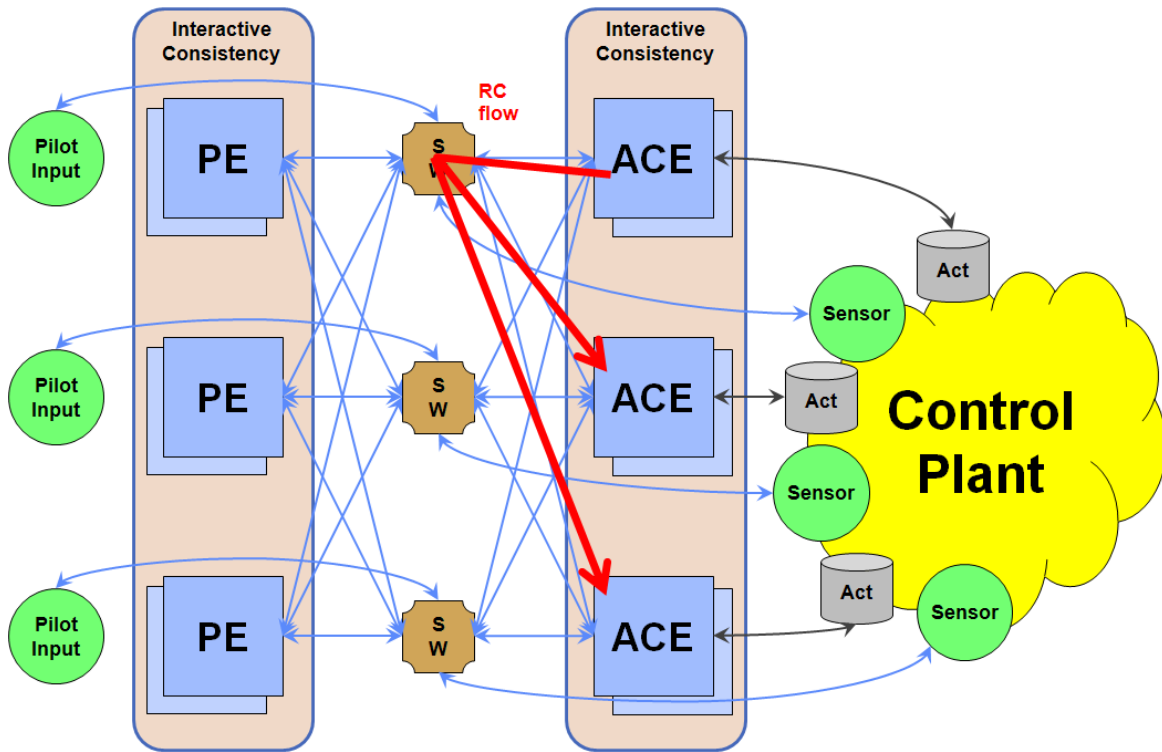 Interactive
Consistency
Interactive
Consistency
RC
flow
Pilot
Input
PE
S
W
ACE
Act
Sensor
Pilot
Input
PE
S
W
ACE
Act
Control
Plant
Sensor
Pilot
Input
PE
S
W
ACE
Act
Sensor